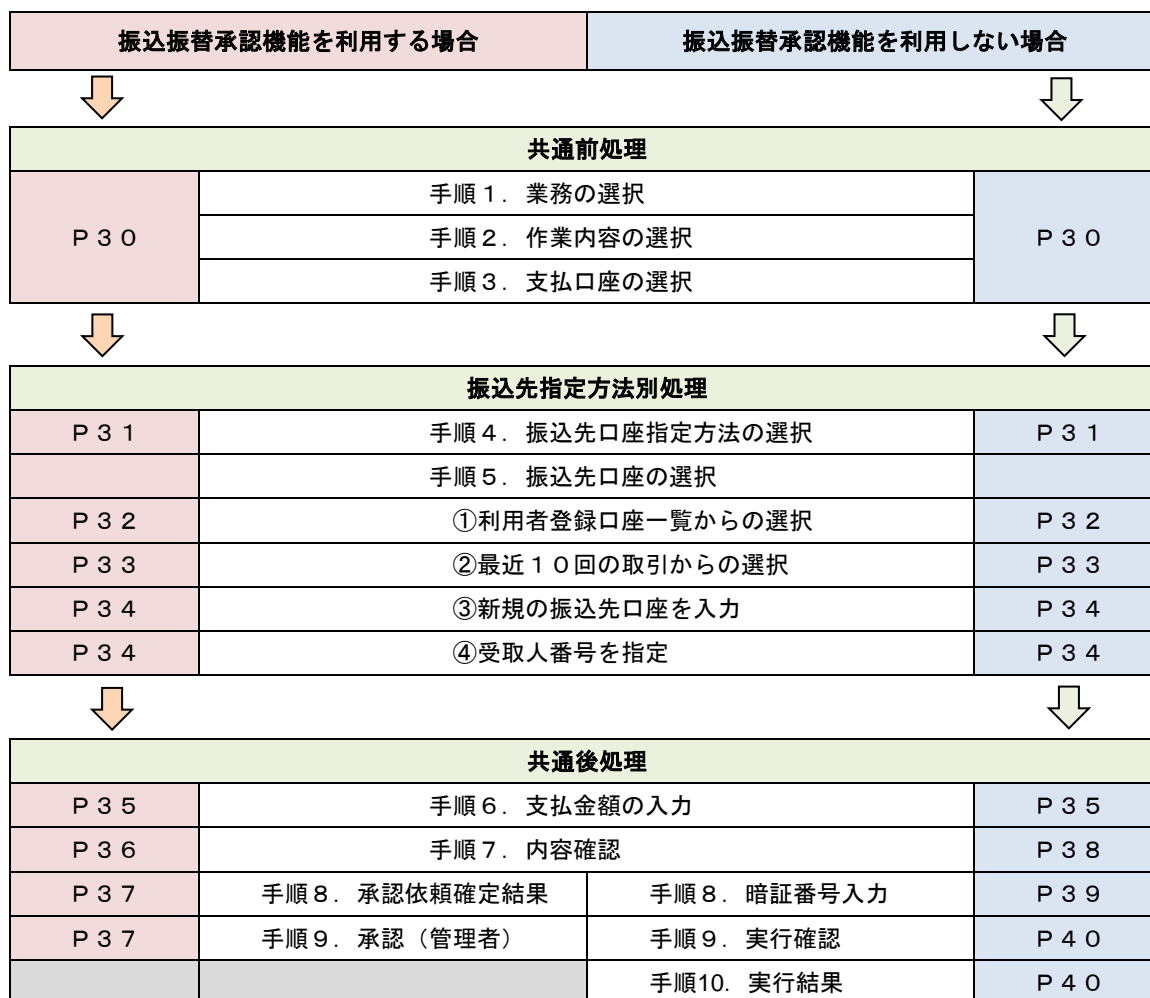 振込振替承認機能を利用する場合 振込振替承認機能を利用しない場合
共通前処理
手順１．業務の選択
Ｐ３０ 手順２．作業内容の選択 Ｐ３０
手順３．支払口座の選択
振込先指定方法別処理
Ｐ３１ 手順４．振込先口座指定方法の選択 Ｐ３１
手順５．振込先口座の選択
Ｐ３２ ①利用者登録口座一覧からの選択 Ｐ３２
Ｐ３３ ②最近１０回の取引からの選択 Ｐ３３
Ｐ３４ ③新規の振込先口座を入力 Ｐ３４
Ｐ３４ ④受取人番号を指定 Ｐ３４
共通後処理
Ｐ３５ 手順６．支払金額の入力 Ｐ３５
Ｐ３６ 手順７．内容確認 Ｐ３８
Ｐ３７ 手順８．承認依頼確定結果 手順８．暗証番号入力 Ｐ３９
Ｐ３７ 手順９．承認（管理者） 手順９．実行確認 Ｐ４０
手順10．実行結果 Ｐ４０